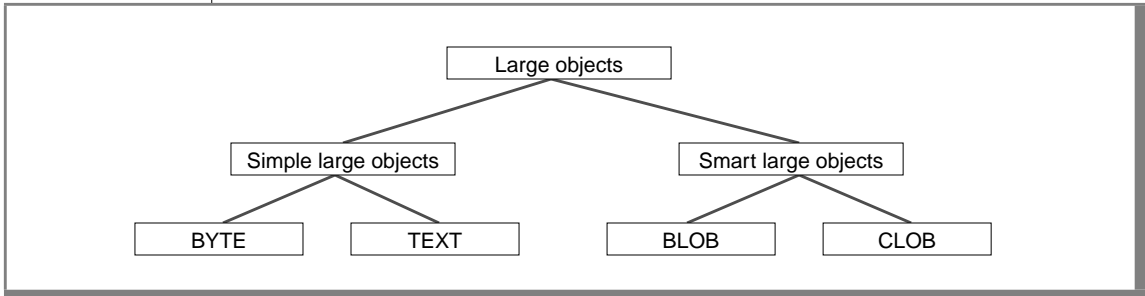 Large objects
Simple large objects
Smart large objects
BYTE
TEXT
BLOB
CLOB